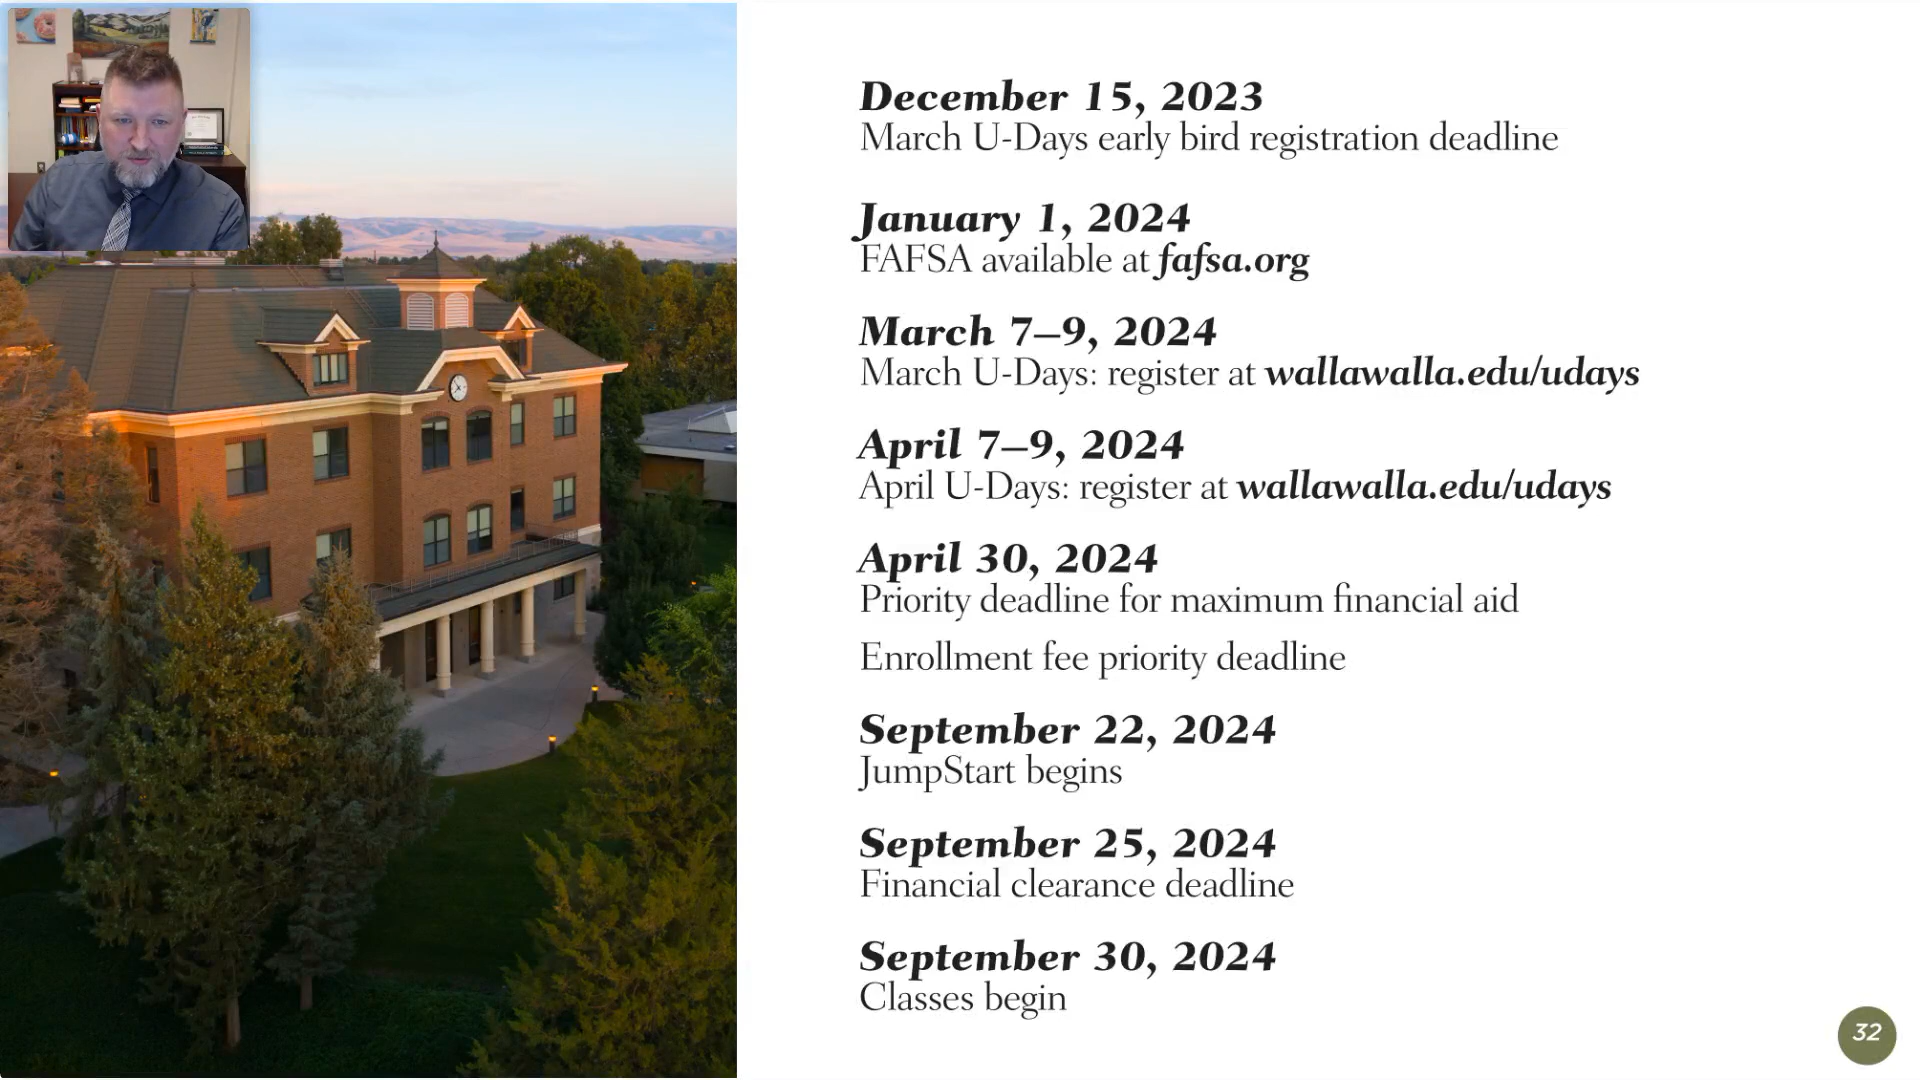 December 15, 2023
March U-Days early bird registration deadline
January 1, 2024
FAFSA available at fafsa.org
March 7–9, 2024
March U-Days: register at wallawalla.edu/udays
April 7–9, 2024
April U-Days: register at wallawalla.edu/udays
April 30, 2024
Priority deadline for maximum financial aid
Enrollment fee priority deadline
September 22, 2024
JumpStart begins
September 25, 2024
Financial clearance deadline
September 30, 2024
Classes begin
32